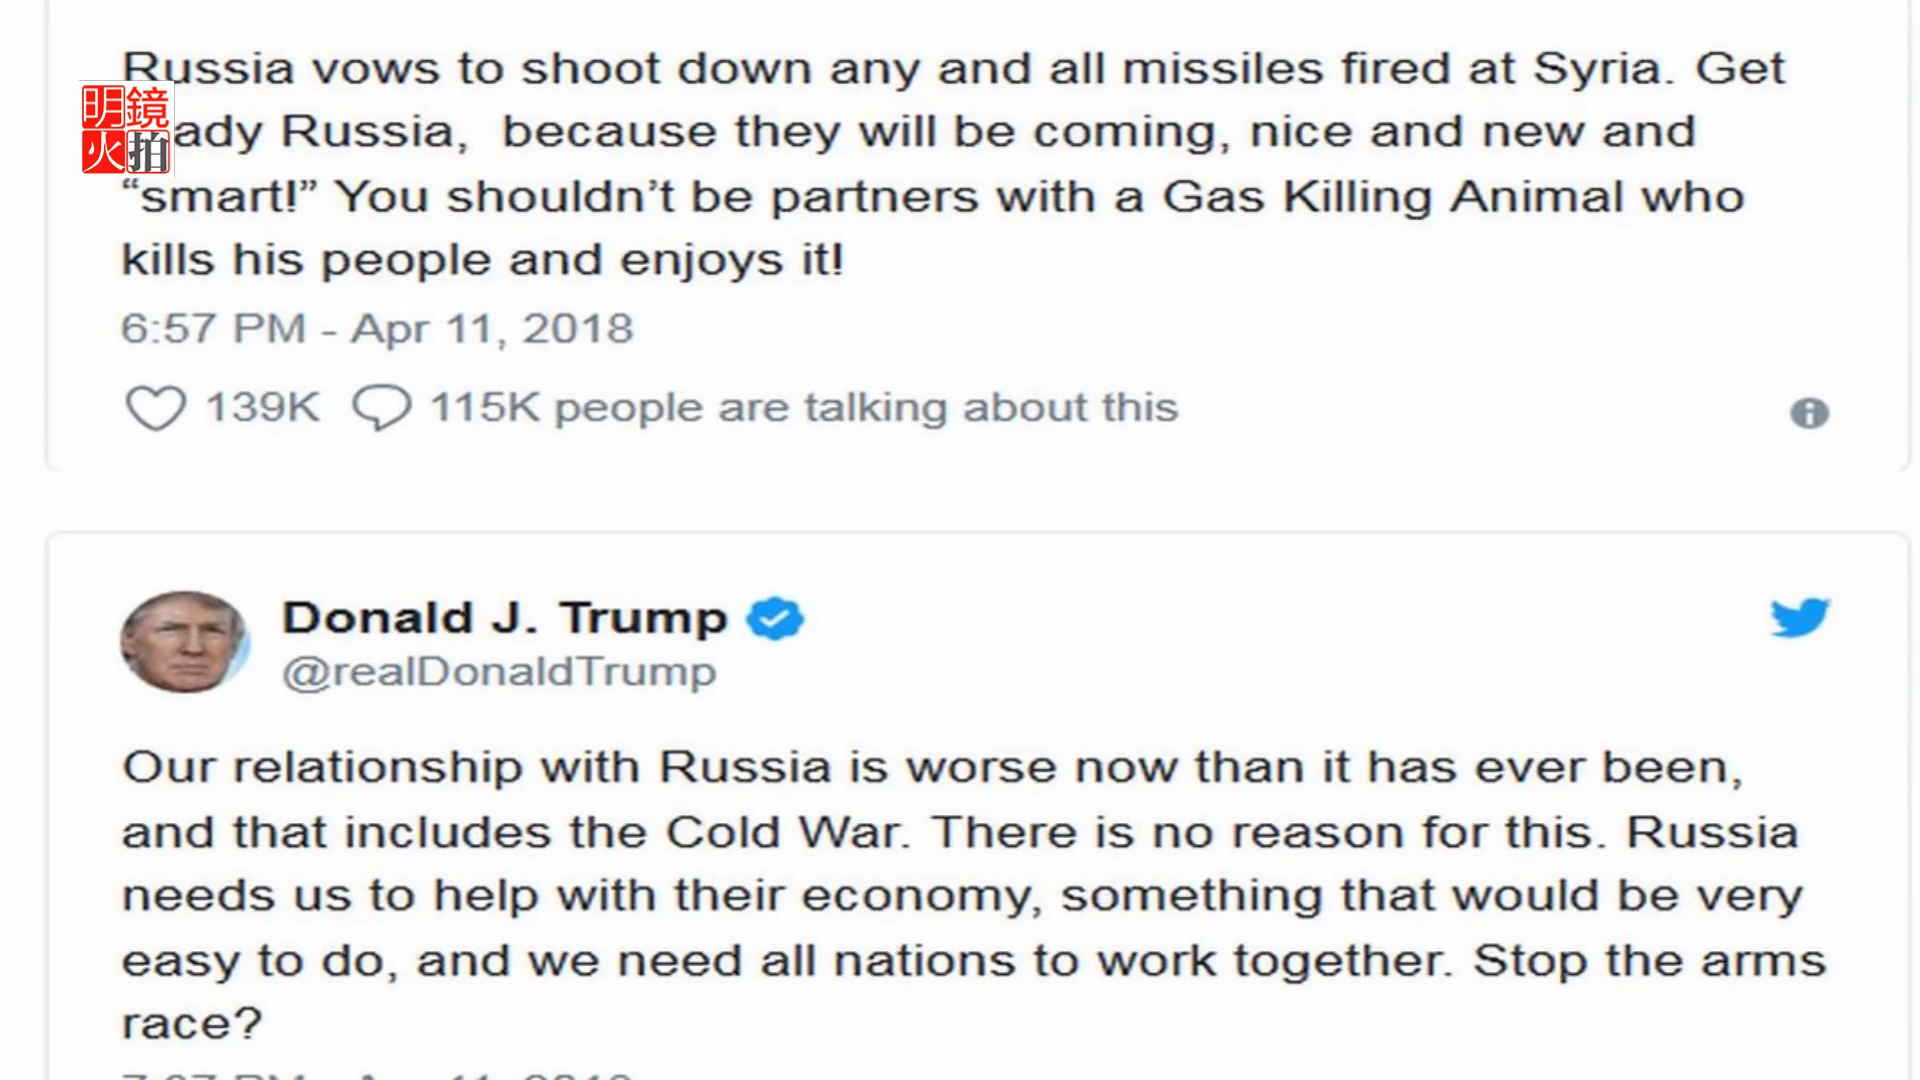 Russia vows to shoot down any and all missiles fired at Syria. Get
明鏡
火拍
ady Russia, because they will be coming, nice and new and
“smart!” You shouldn’t be partners with a Gas Killing Animal who
kills his people and enjoys it!
6:57 PM - Apr 11, 2018
139K 115K people are talking about this
Donald J. Trump
@realDonaldTrump
Our relationship with Russia is worse now than it has ever been,
and that includes the Cold War. There is no reason for this. Russia
needs us to help with their economy, something that would be very
easy to do, and we need all nations to work together. Stop the arms
race?